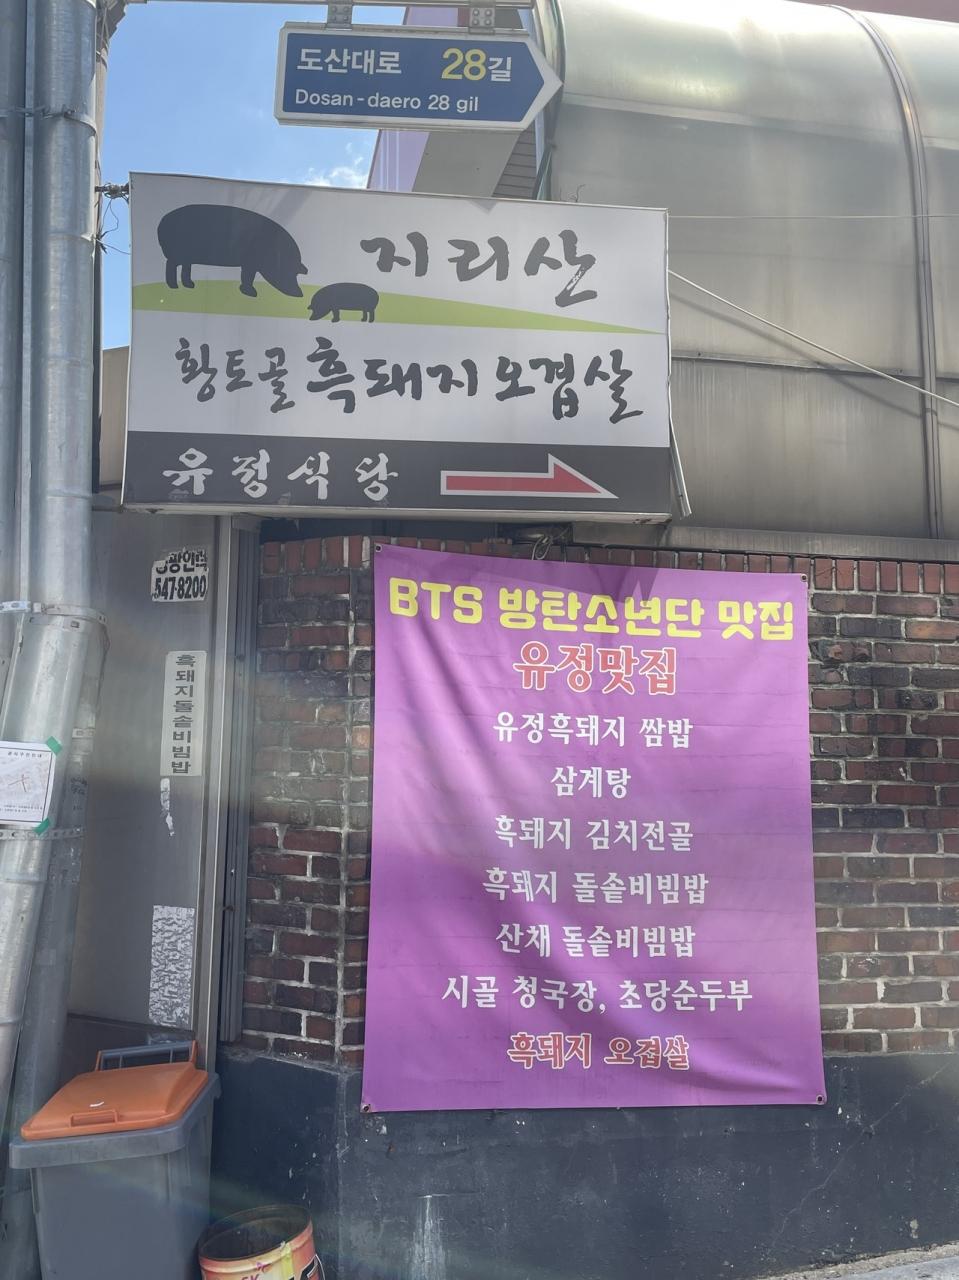 도산대로 28길
Dosan-daero 28 gil
지리산
황토골 흑돼지 오겹살
유정식당
547-8200
흑돼지돌솥비빔밥
BTS 방탄소년단 맛집
유정맛집
유정흑돼지 쌈밥
삼계탕
흑돼지 김치전골
흑돼지 돌솥비빔밥
산채 돌솥비빔밥
시골 청국장, 초당순두부
흑돼지 오겹살